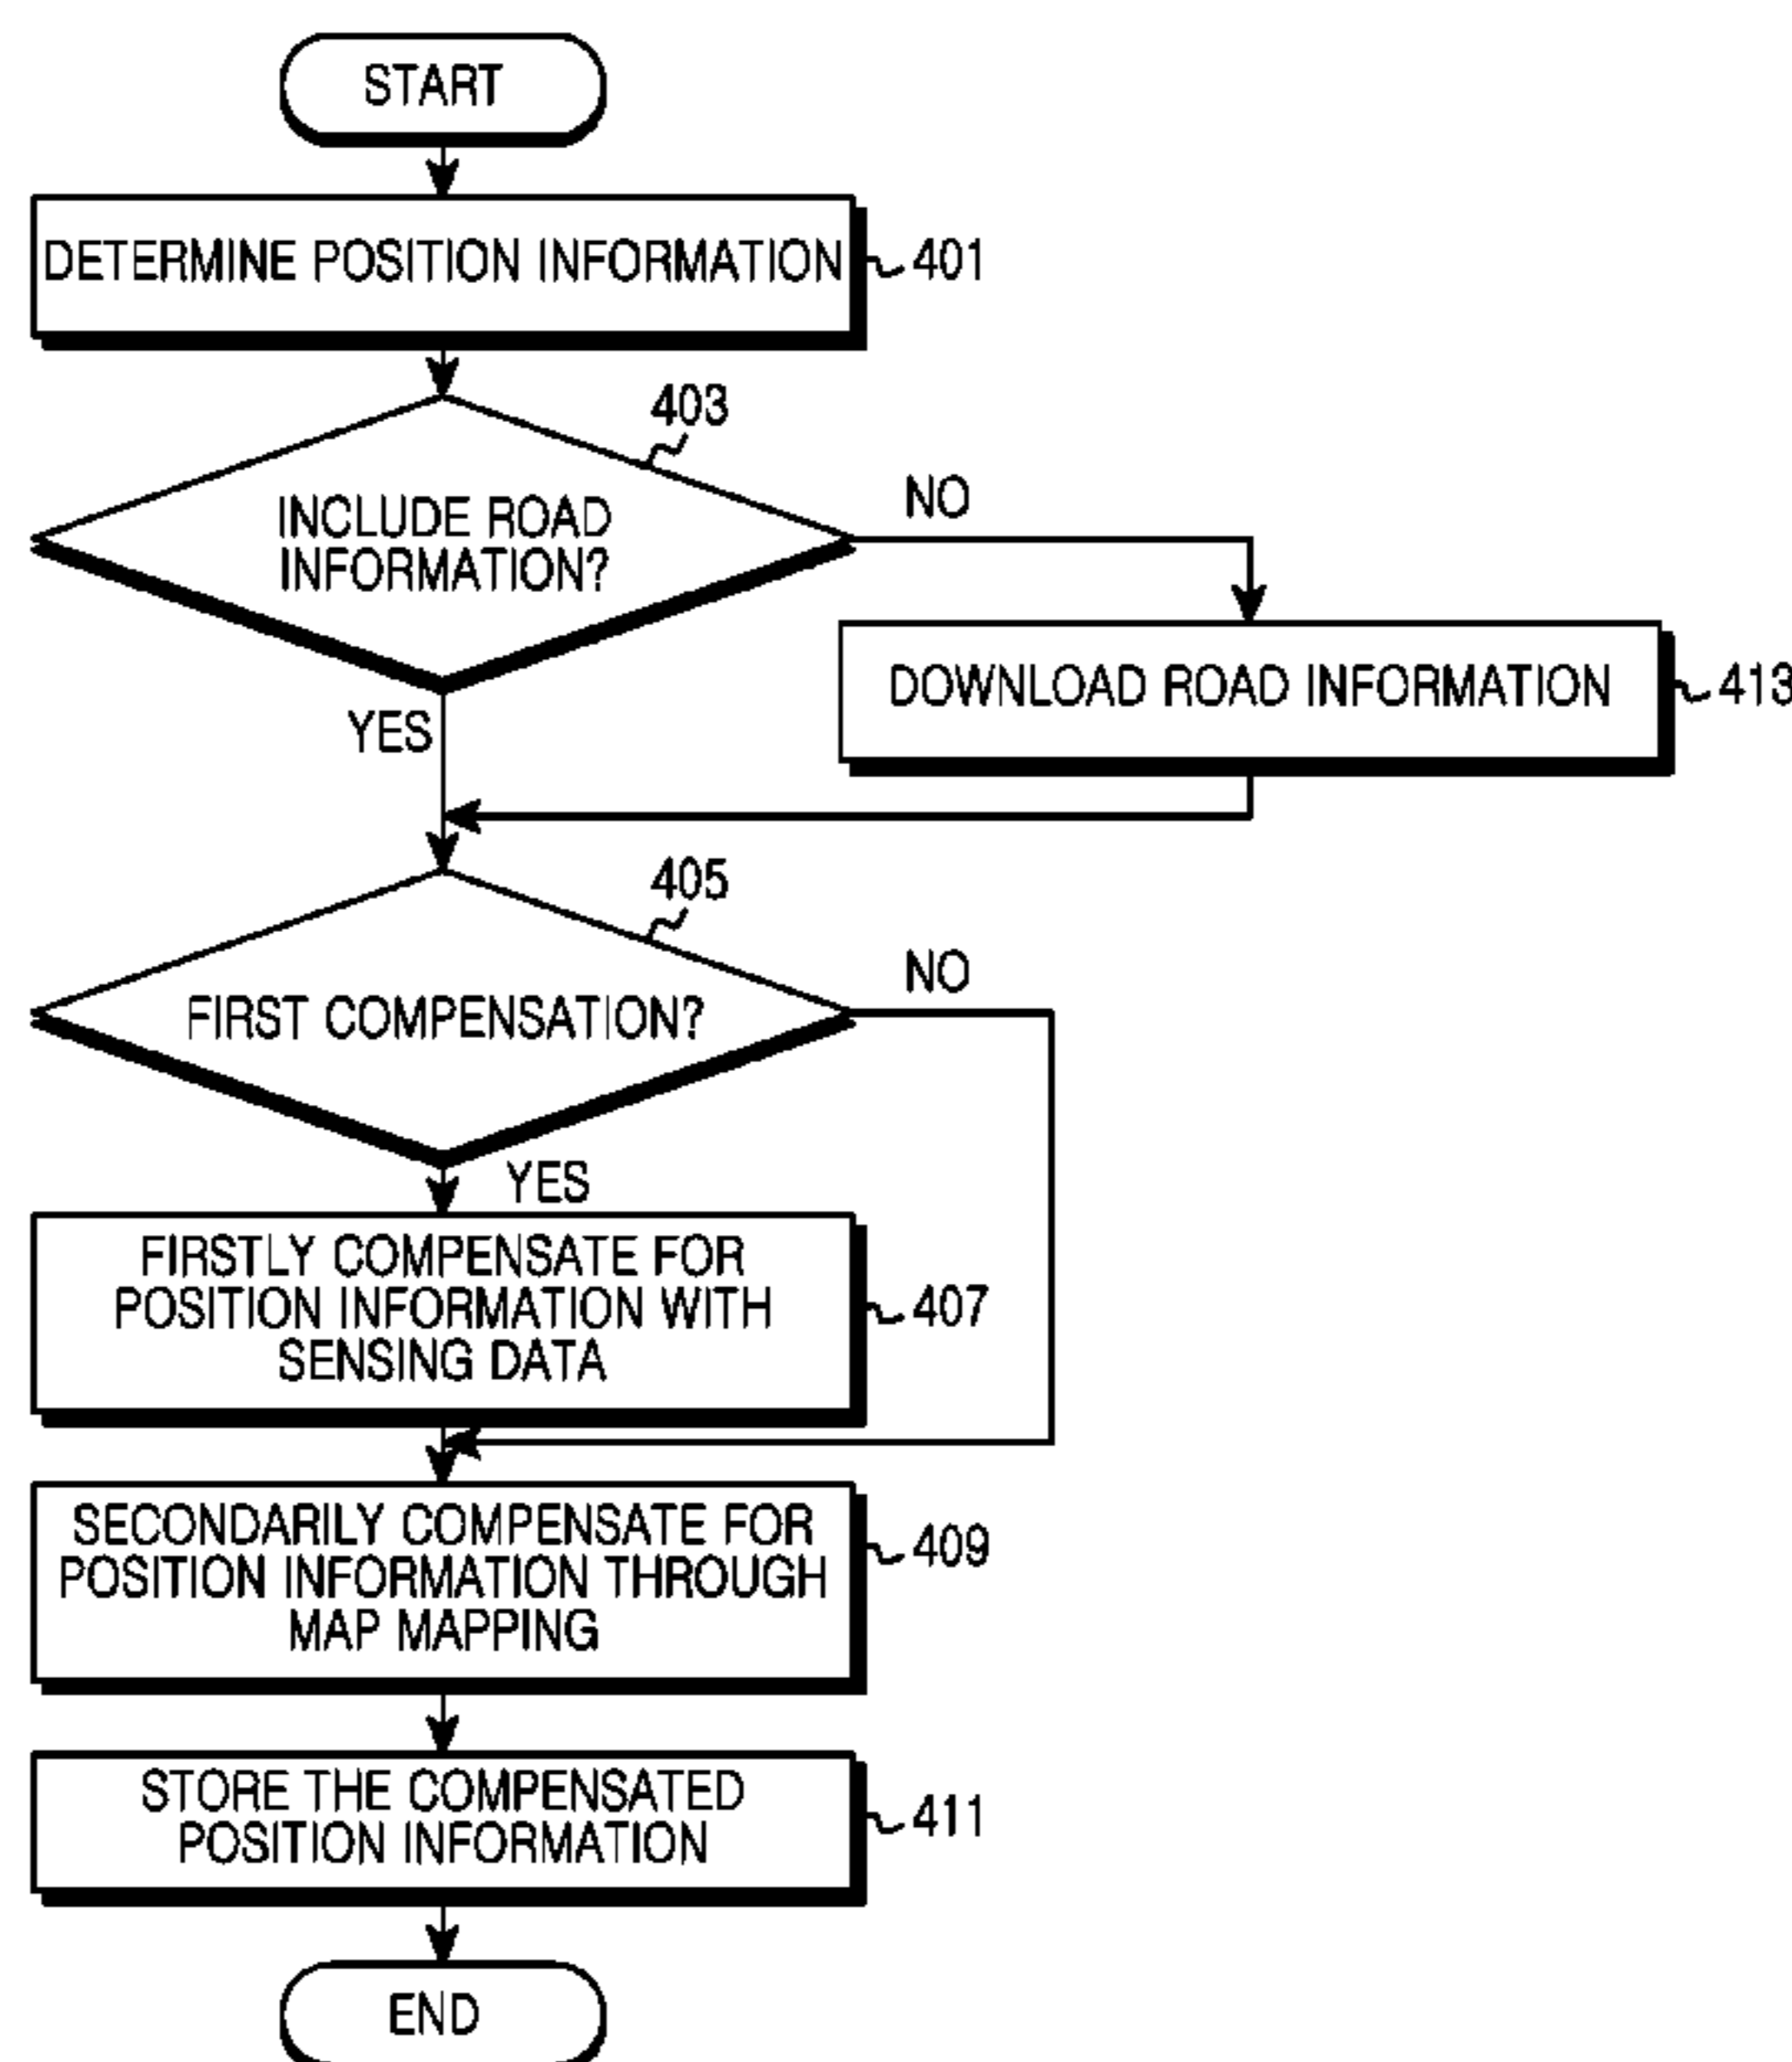 START
DETERMINE POSITION INFORMATION
401
403
INCLUDE ROAD
INFORMATION?
NO
DOWNLOAD ROAD INFORMATION
413
YES
405
FIRST COMPENSATION?
NO
YES
FIRSTLY COMPENSATE FOR
POSITION INFORMATION WITH
SENSING DATA
407
SECONDARILY COMPENSATE FOR
POSITION INFORMATION THROUGH
MAP MAPPING
409
STORE THE COMPENSATED
POSITION INFORMATION
411
END